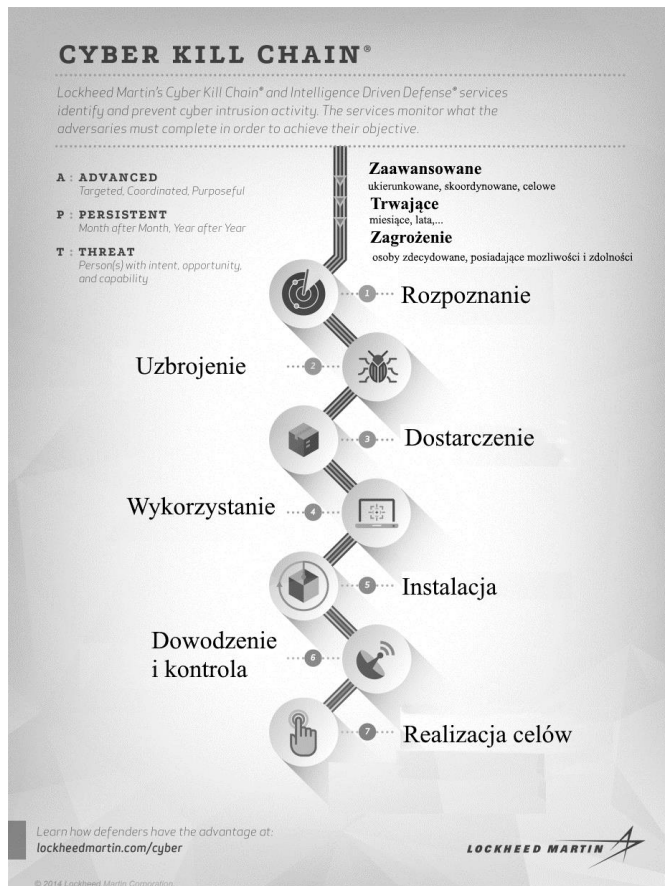 CYBER KILL CHAIN®
Lockheed Martin's Cyber Kill Chain® and Intelligence Driven Defense® services
identify and prevent cyber intrusion activity. The services monitor what the
adversaries must complete in order to achieve their objective.
A : ADVANCED
Targeted, Coordinated, Purposeful
P : PERSISTENT
Month after Month, Year after Year
T : THREAT
Person(s) with intent, opportunity,
and capability
Zaawansowane
ukierunkowane, skoordynowane, celowe
Trwające
miesiące, lata,...
Zagrożenie
osoby zdecydowane, posiadające mozliwości i zdolności
1 Rozpoznanie
Uzbrojenie 2
3 Dostarczenie
Wykorzystanie 4
5 Instalacja
Dowodzenie
i kontrola 6
7 Realizacja celów
Learn how defenders have the advantage at:
lockheedmartin.com/cyber
LOCKHEED MARTIN
© 2014 Lockheed Martin Corporation